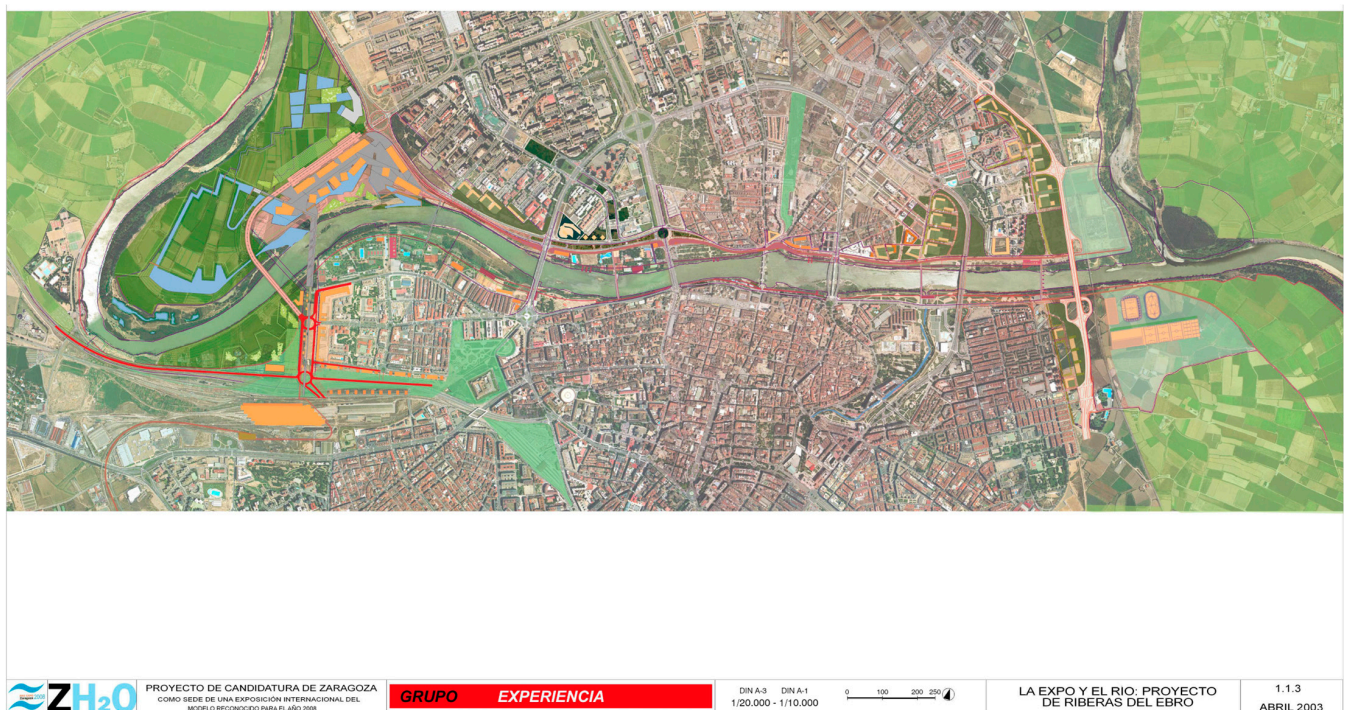 Zaragoza 2008
ZH₂O
PROYECTO DE CANDIDATURA DE ZARAGOZA
COMO SEDE DE UNA EXPOSICIÓN INTERNACIONAL DEL
MODELO RECONOCIDO PARA EL AÑO 2008
GRUPO EXPERIENCIA
DIN A-3 DIN A-1
1/20.000 - 1/10.000
0 100 200 250
LA EXPO Y EL RIO: PROYECTO
DE RIBERAS DEL EBRO
1.1.3
ABRIL 2003